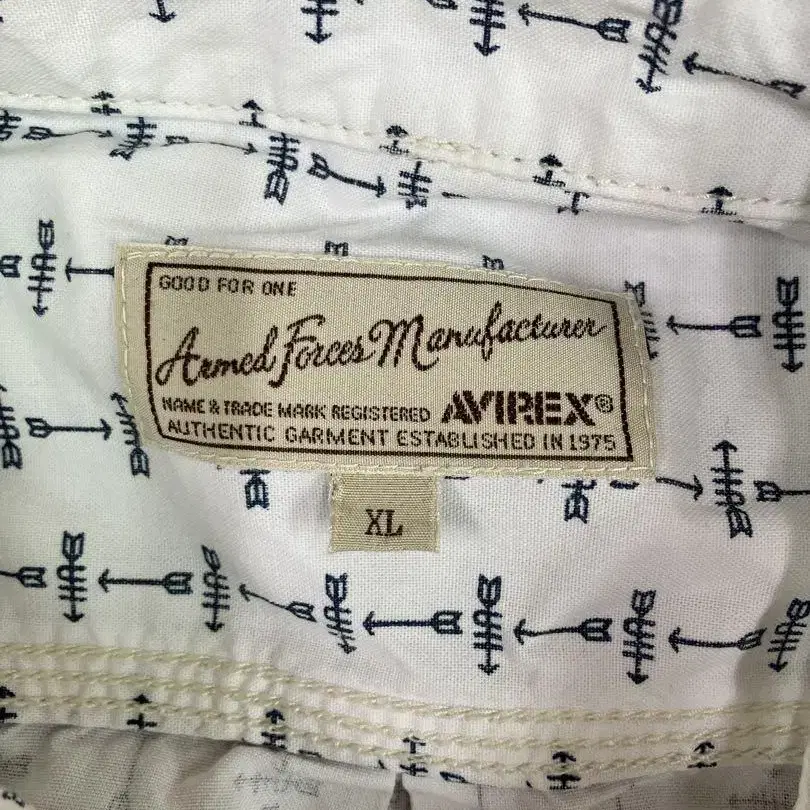 GOOD FOR ONE
Armed Forces Manufacturer
NAME & TRADE MARK REGISTERED AVIREX®
AUTHENTIC GARMENT ESTABLISHED IN 1975
XL